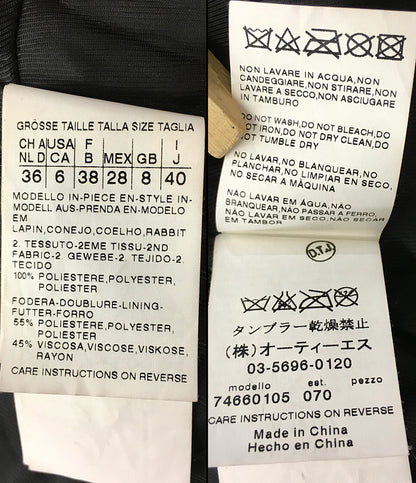 GRÖSSE TAILLE TALLA SIZE TAGLIA
CH A USA F I
NL D CA B MEX GB J
36 6 38 28 8 40
MODELLO IN-PIECE EN-STYLE IN-
MODELL AUS-PRENDA EN-MODELO
EM
LAPIN,CONEJO,COELHO,RABBIT
2. TESSUTO-2EME TISSU-2ND
FABRIC-2. GEWEBE-2. TEJIDO-2.
TECIDO
100% POLIESTERE,POLYESTER,
POLIESTER
FODERA-DOUBLURE-LINING-
FUTTER-FORRO
55% POLIESTERE,POLYESTER,
POLIESTER
45% VISCOSA,VISCOSE,VISKOSE,
RAYON
CARE INSTRUCTIONS ON REVERSE
NON LAVARE IN ACQUA,NON
CANDEGGIARE,NON STIRARE,NON
LAVARE A SECCO,NON ASCIUGARE
IN TAMBURO
DO NOT WASH,DO NOT BLEACH,DO
NOT IRON,DO NOT DRY CLEAN,DO
NOT TUMBLE DRY
NO LAVAR, NO BLANQUEAR, NO
PLANCHAR, NO LIMPIAR EN SECO,
NO SECAR A MÁQUINA
NÃO LAVAR EM ÁGUA, NÃO
BRANQUEAR, NÃO PASSAR A FERRO,
NÃO LAVAR EM SECO, NÃO SECAR
EM TAMBOR
タンブラー乾燥禁止
(株)オーティーエス
03-5696-0120
modello est. pezzo
74660105 070
CARE INSTRUCTIONS ON REVERSE
Made in China
Hecho en China